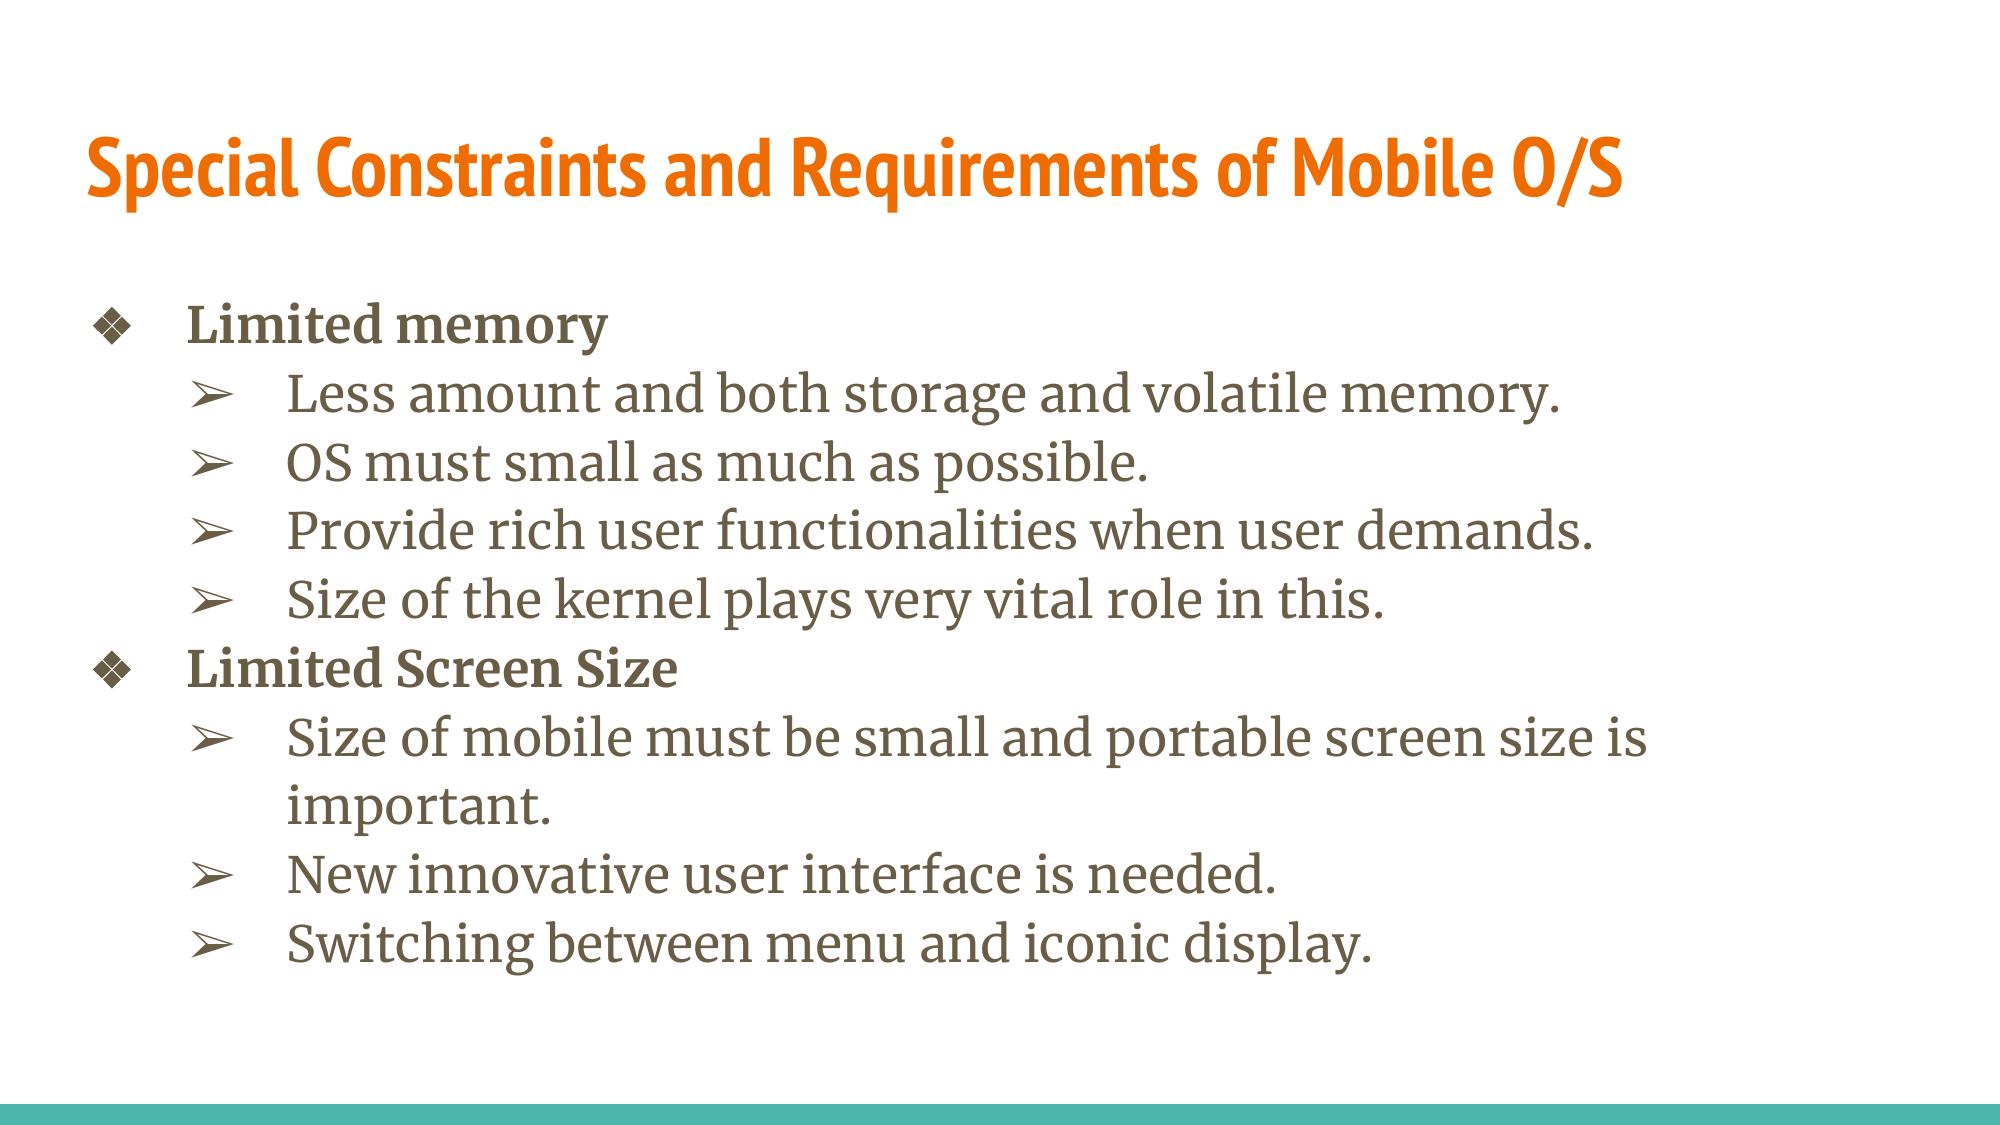 Special Constraints and Requirements of Mobile O/S
❖ Limited memory
➢ Less amount and both storage and volatile memory.
➢ OS must small as much as possible.
➢ Provide rich user functionalities when user demands.
➢ Size of the kernel plays very vital role in this.
❖ Limited Screen Size
➢ Size of mobile must be small and portable screen size is
important.
➢ New innovative user interface is needed.
➢ Switching between menu and iconic display.